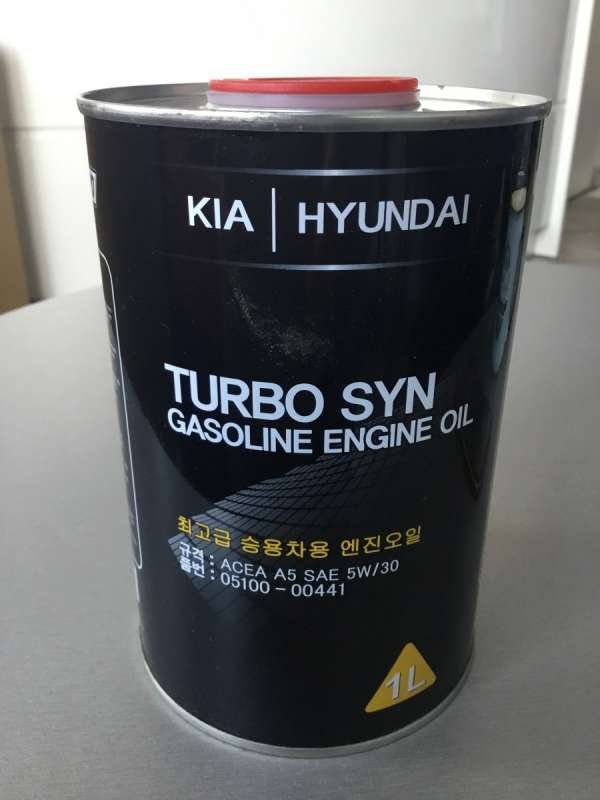 KIA | HYUNDAI
TURBO SYN
GASOLINE ENGINE OIL
최고급 승용차용 엔진오일
규격 : ACEA A5 SAE 5W/30
품번 : 05100-00441
1L